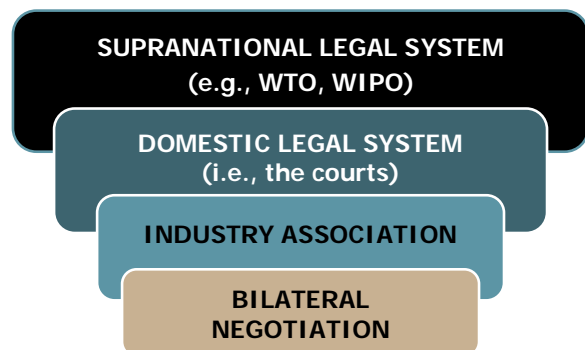 SUPRANATIONAL LEGAL SYSTEM
(e.g., WTO, WIPO)
DOMESTIC LEGAL SYSTEM
(i.e., the courts)
INDUSTRY ASSOCIATION
BILATERAL
NEGOTIATION